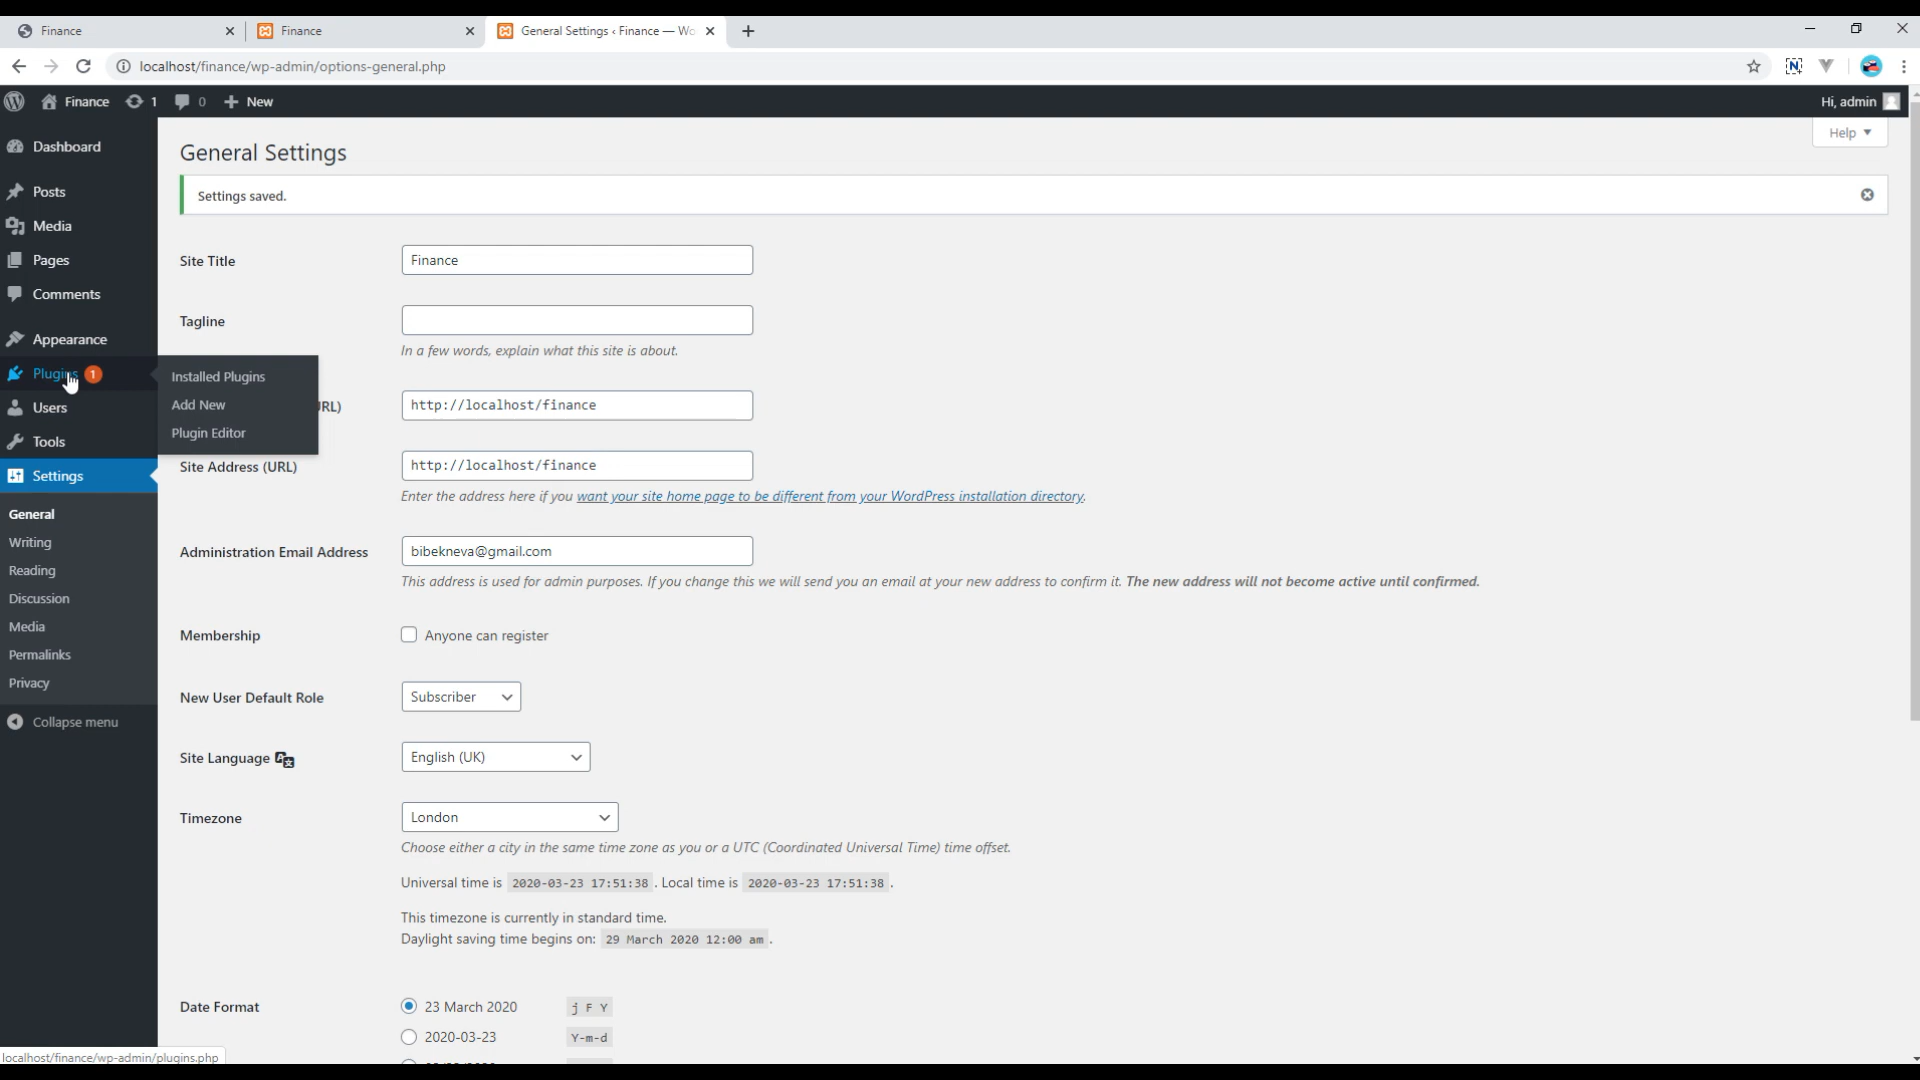 Finance
Finance
General Settings ‹ Finance — Wo
localhost/finance/wp-admin/options-general.php
Finance 1 0 New
Hi, admin
Help
Dashboard
Posts
Media
Pages
Comments
Appearance
Plugins 1
Users
Tools
Settings
General
Writing
Reading
Discussion
Media
Permalinks
Privacy
Collapse menu
Installed Plugins
Add New
Plugin Editor
General Settings
Settings saved.
Site Title Finance
Tagline
In a few words, explain what this site is about.
URL) http://localhost/finance
Site Address (URL) http://localhost/finance
Enter the address here if you want your site home page to be different from your WordPress installation directory.
Administration Email Address bibekneva@gmail.com
This address is used for admin purposes. If you change this we will send you an email at your new address to confirm it. The new address will not become active until confirmed.
Membership Anyone can register
New User Default Role Subscriber
Site Language English (UK)
Timezone London
Choose either a city in the same time zone as you or a UTC (Coordinated Universal Time) time offset.
Universal time is 2020-03-23 17:51:38 . Local time is 2020-03-23 17:51:38 .
This timezone is currently in standard time.
Daylight saving time begins on: 29 March 2020 12:00 am .
Date Format 23 March 2020 j F Y
2020-03-23 Y-m-d
localhost/finance/wp-admin/plugins.php